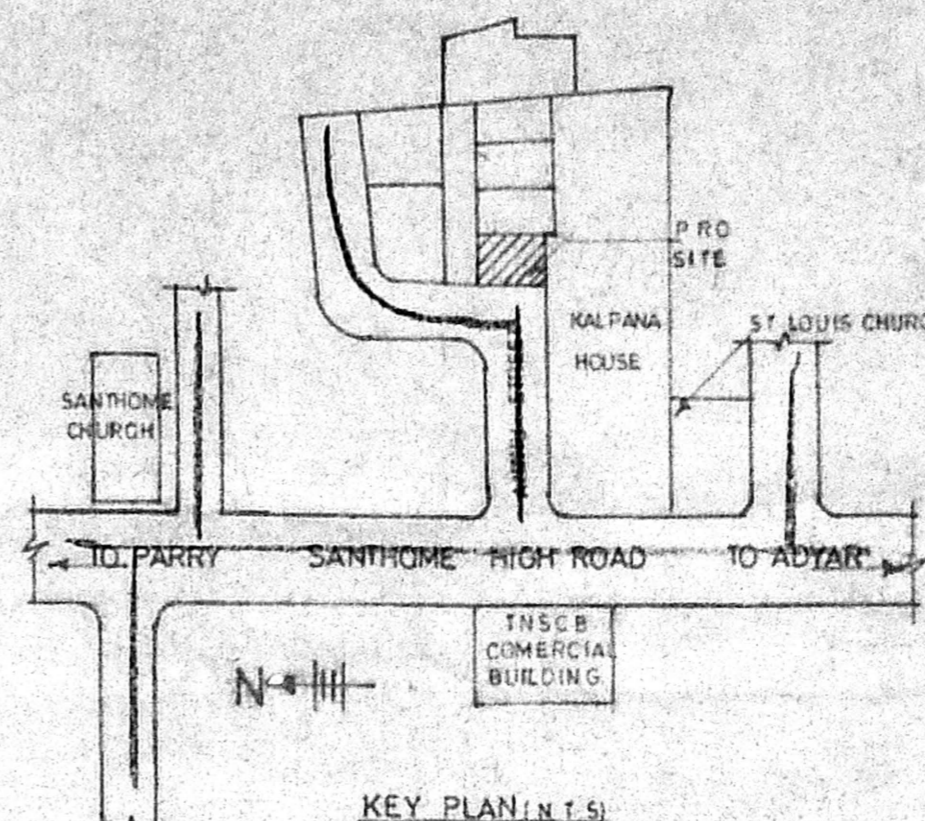 PRO
SITE
KALPANA
HOUSE
ST LOUIS CHURC
SANTHOME
CHURCH
TO PARRY SANTHOME HIGH ROAD TO ADYAR
TNSCB
COMERCIAL
BUILDING
N
KEY PLAN (N.T.S)